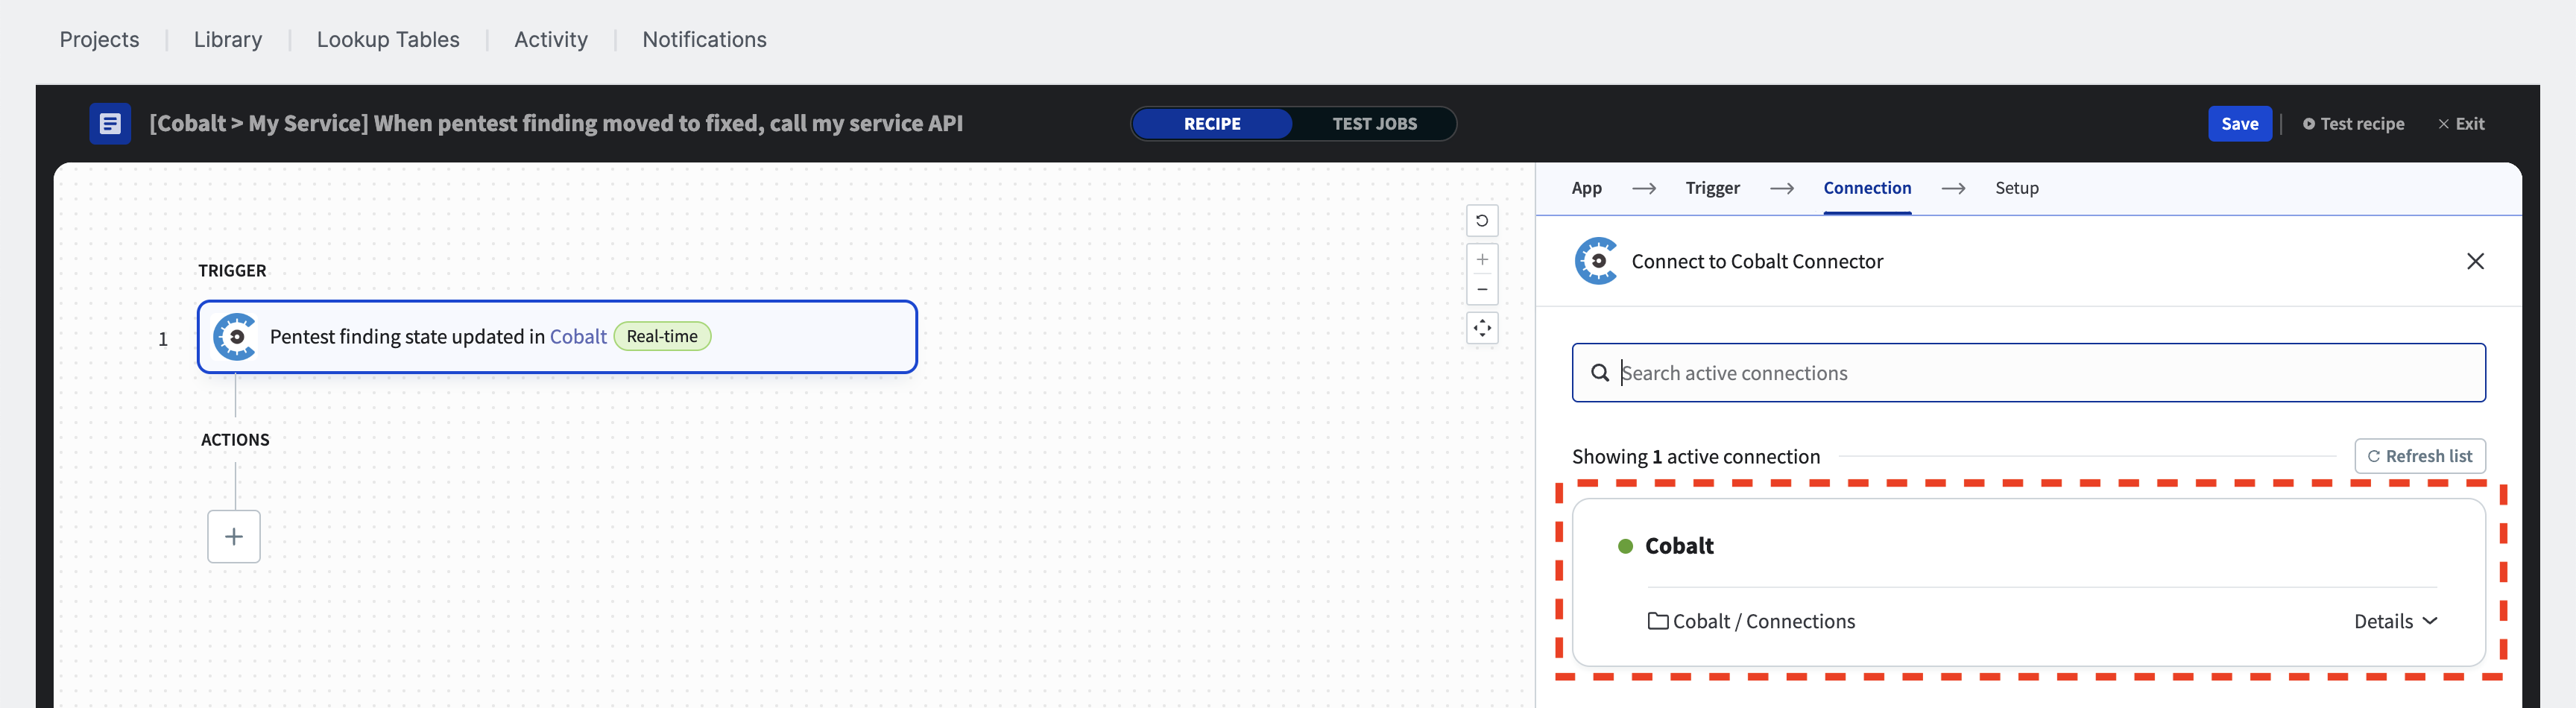 Projects | Library | Lookup Tables | Activity | Notifications
[Cobalt > My Service] When pentest finding moved to fixed, call my service API
RECIPE
TEST JOBS
Save | Test recipe
Exit
App → Trigger → Connection → Setup
Connect to Cobalt Connector
TRIGGER
1
Pentest finding state updated in Cobalt Real-time
ACTIONS
Search active connections
Showing 1 active connection
Refresh list
Cobalt
Cobalt / Connections
Details